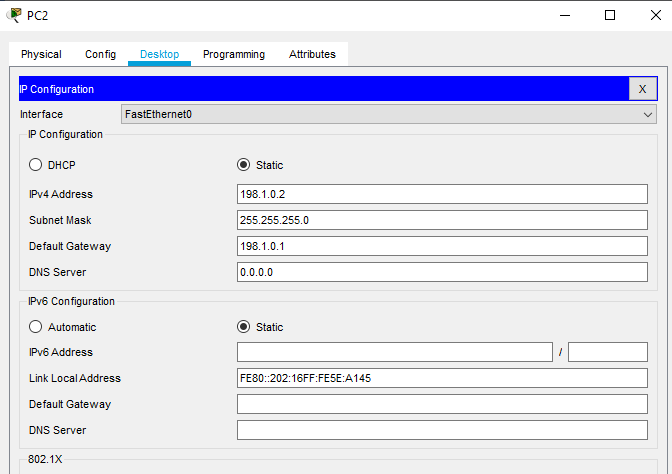 PC2
Physical Config Desktop Programming Attributes
IP Configuration X
Interface FastEthernet0
IP Configuration
DHCP Static
IPv4 Address 198.1.0.2
Subnet Mask 255.255.255.0
Default Gateway 198.1.0.1
DNS Server 0.0.0.0
IPv6 Configuration
Automatic Static
IPv6 Address /
Link Local Address FE80::202:16FF:FE5E:A145
Default Gateway
DNS Server
802.1X